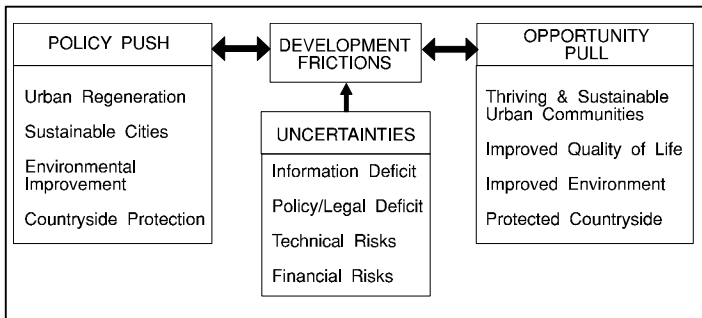 POLICY PUSH
Urban Regeneration
Sustainable Cities
Environmental
Improvement
Countryside Protection
DEVELOPMENT
FRICTIONS
UNCERTAINTIES
Information Deficit
Policy/Legal Deficit
Technical Risks
Financial Risks
OPPORTUNITY
PULL
Thriving & Sustainable
Urban Communities
Improved Quality of Life
Improved Environment
Protected Countryside